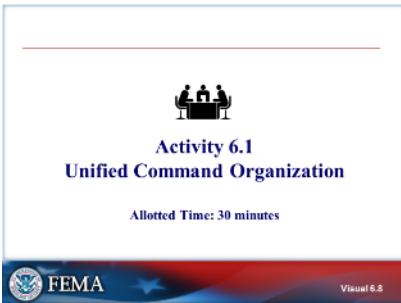 Activity 6.1
Unified Command Organization
Allotted Time: 30 minutes
FEMA
Visual 6.8